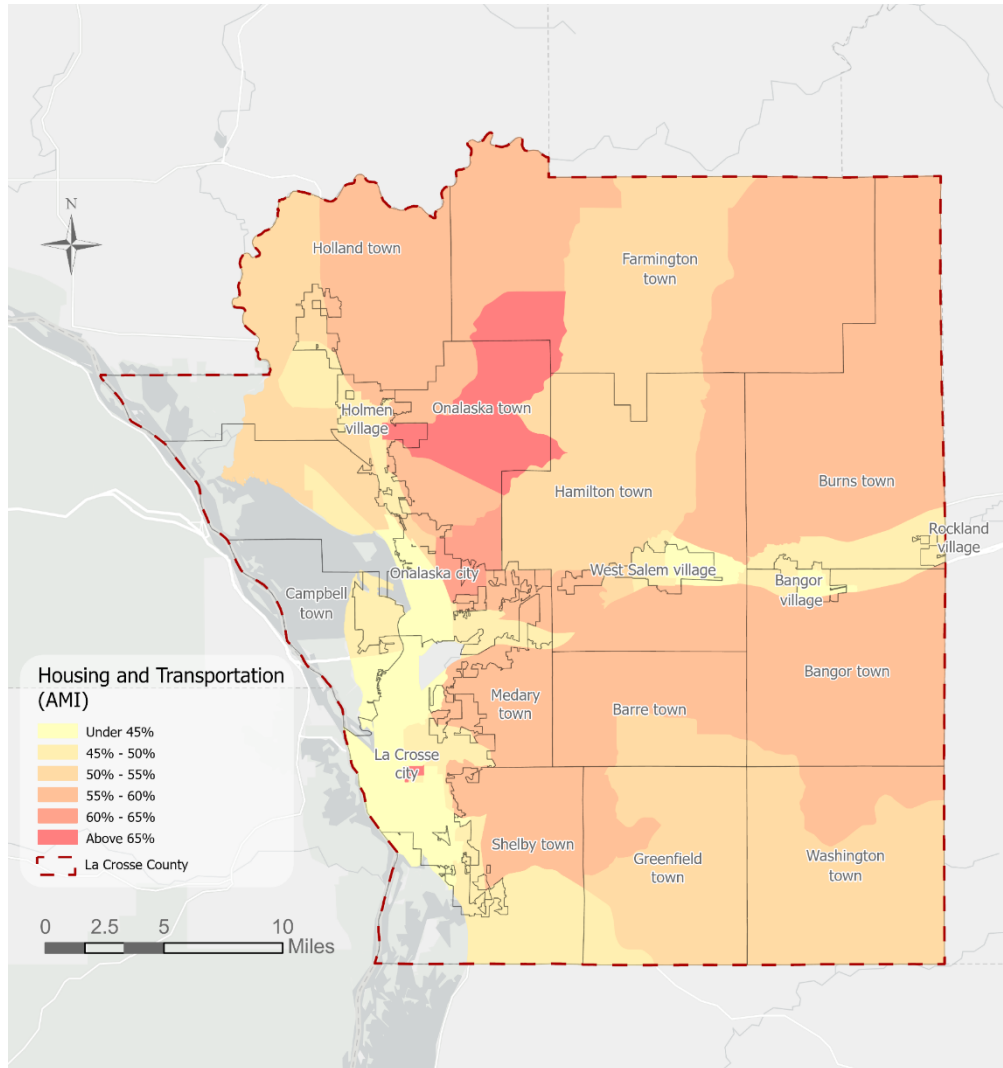 N
Holland town
Farmington
town
Onalaska town
Holmen
village
Hamilton town
Burns town
Rockland
village
West Salem village
Onalaska city
Bangor
village
Campbell
town
Bangor town
Medary
town
Barre town
La Crosse
city
Shelby town
Greenfield
town
Washington
town
Housing and Transportation
(AMI)
Under 45%
45% - 50%
50% - 55%
55% - 60%
60% - 65%
Above 65%
La Crosse County
0 2.5 5 10
Miles